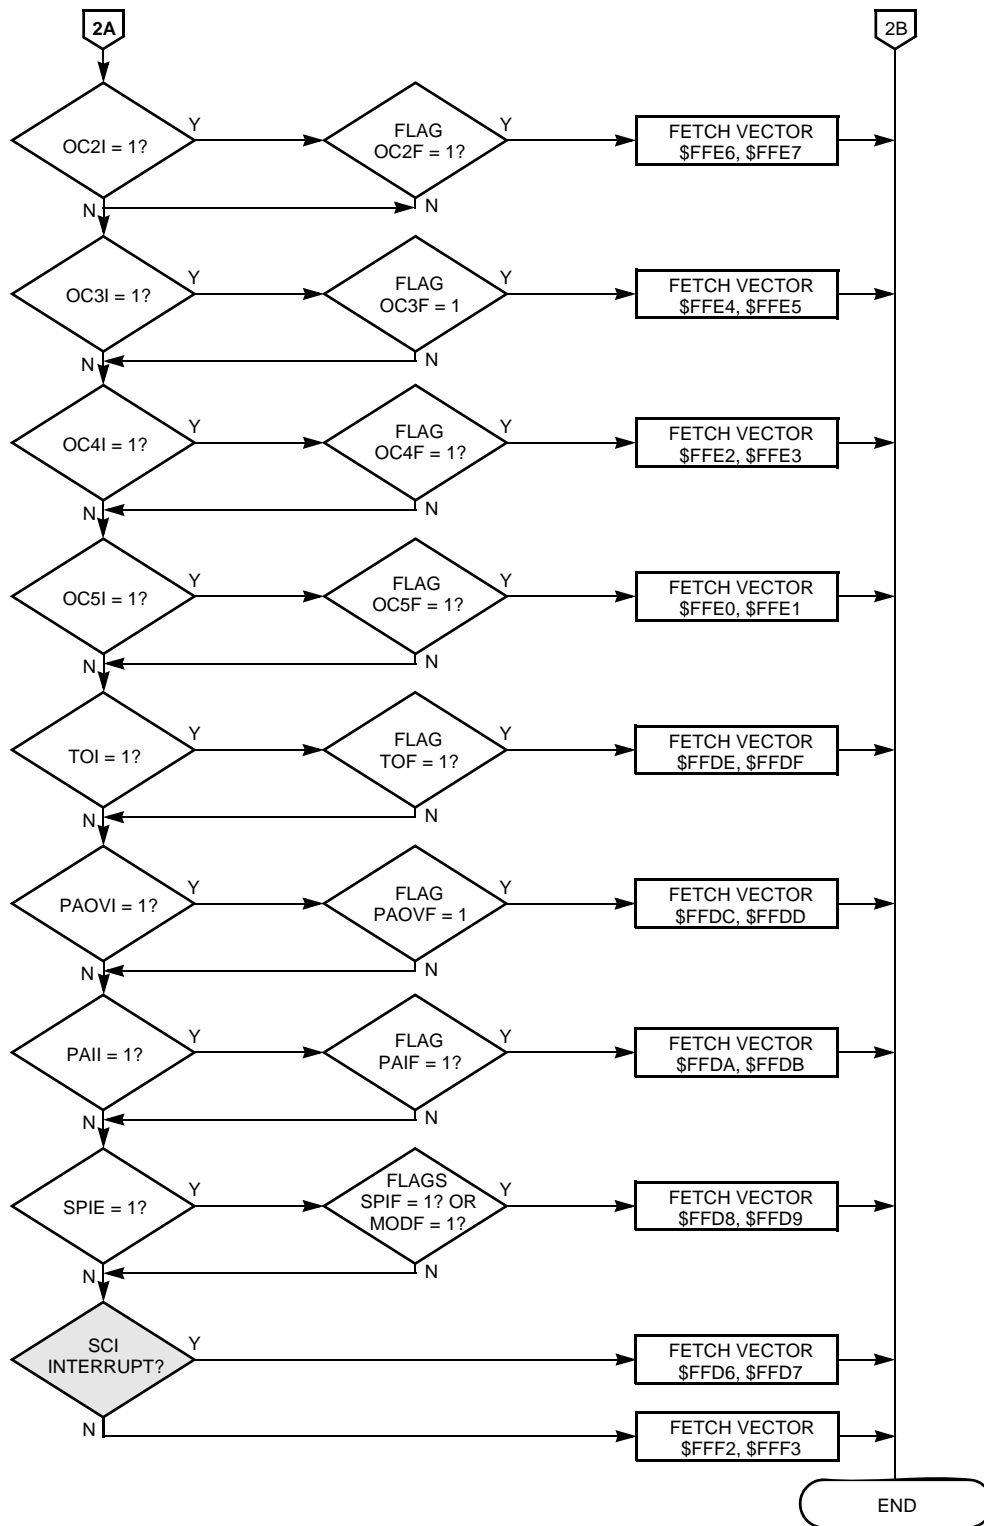 2A
2B
OC2I = 1?
Y
FLAG
OC2F = 1?
Y
FETCH VECTOR
$FFE6, $FFE7
N
N
OC3I = 1?
Y
FLAG
OC3F = 1
Y
FETCH VECTOR
$FFE4, $FFE5
N
N
OC4I = 1?
Y
FLAG
OC4F = 1?
Y
FETCH VECTOR
$FFE2, $FFE3
N
N
OC5I = 1?
Y
FLAG
OC5F = 1?
Y
FETCH VECTOR
$FFE0, $FFE1
N
N
TOI = 1?
Y
FLAG
TOF = 1?
Y
FETCH VECTOR
$FFDE, $FFDF
N
N
PAOVI = 1?
Y
FLAG
PAOVF = 1
Y
FETCH VECTOR
$FFDC, $FFDD
N
N
PAII = 1?
Y
FLAG
PAIF = 1?
Y
FETCH VECTOR
$FFDA, $FFDB
N
N
SPIE = 1?
Y
FLAGS
SPIF = 1? OR
MODF = 1?
Y
FETCH VECTOR
$FFD8, $FFD9
N
N
SCI
INTERRUPT?
Y
FETCH VECTOR
$FFD6, $FFD7
N
FETCH VECTOR
$FFF2, $FFF3
END